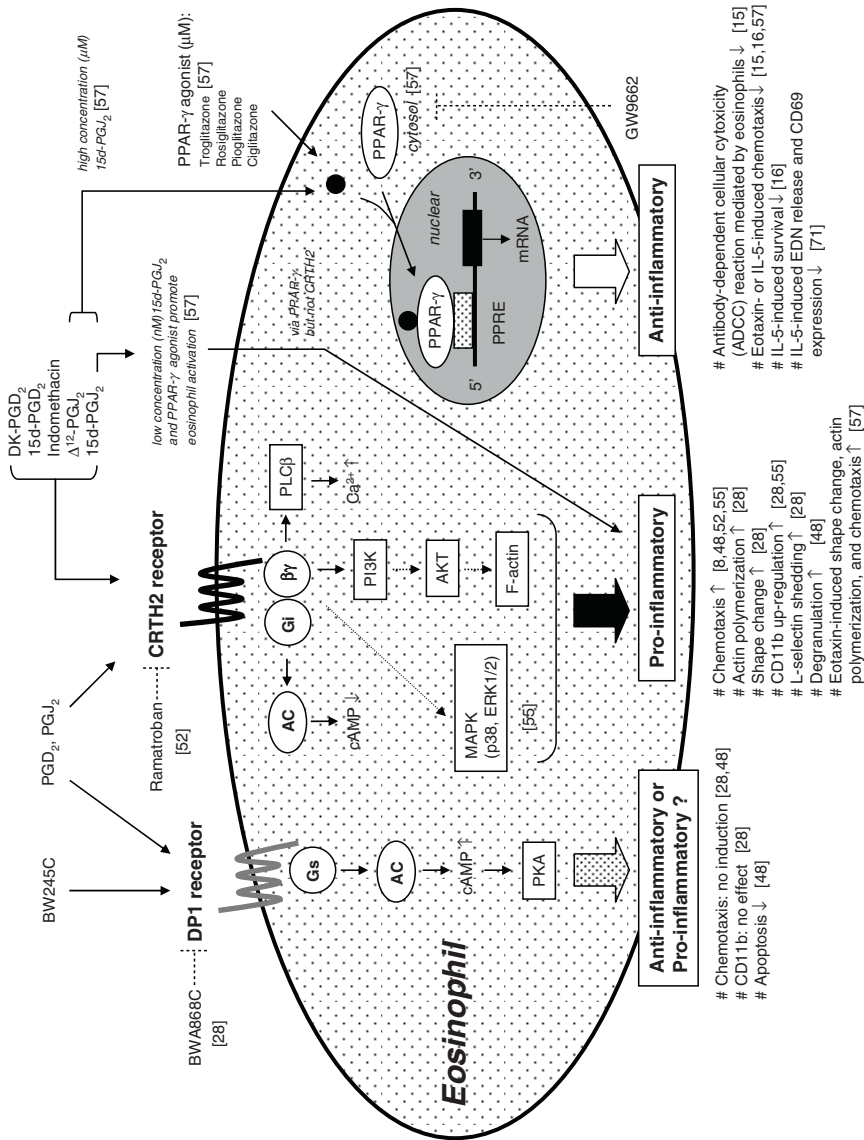 BWA868C
[28]
BW245C
DP1 receptor
PGD2, PGJ2
Ramatroban
[52]
CRTH2 receptor
DK-PGD2
15d-PGD2
Indomethacin
Δ12-PGJ2
15d-PGJ2
low concentration (nM)15d-PGJ2
and PPAR-γ agonist promote
eosinophil activation [57]
high concentration (μM)
15d-PGJ2 [57]
PPAR-γ agonist (μM):
Troglitazone [57]
Rosiglitazone
Pioglitazone
Ciglitazone
via PPAR-γ,
but not CRTH2
Eosinophil
Gs
AC
cAMP ↑
PKA
AC
cAMP ↓
Gi
βγ
PLCβ
Ca2+ ↑
PI3K
AKT
F-actin
MAPK
(p38, ERK1/2)
[55]
PPAR-γ
cytosol [57]
nuclear
PPAR-γ
PPRE
5'
3'
mRNA
GW9662
Anti-inflammatory or
Pro-inflammatory ?
# Chemotaxis: no induction [28,48]
# CD11b: no effect [28]
# Apoptosis ↓ [48]
Pro-inflammatory
# Chemotaxis ↑ [8,48,52,55]
# Actin polymerization ↑ [28]
# Shape change ↑ [28]
# CD11b up-regulation ↑ [28,55]
# L-selectin shedding ↑ [28]
# Degranulation ↑ [48]
# Eotaxin-induced shape change, actin
polymerization, and chemotaxis ↑ [57]
Anti-inflammatory
# Antibody-dependent cellular cytoxicity
(ADCC) reaction mediated by eosinophils ↓ [15]
# Eotaxin- or IL-5-induced chemotaxis ↓ [15,16,57]
# IL-5-induced survival ↓ [16]
# IL-5-induced EDN release and CD69
expression ↓ [71]